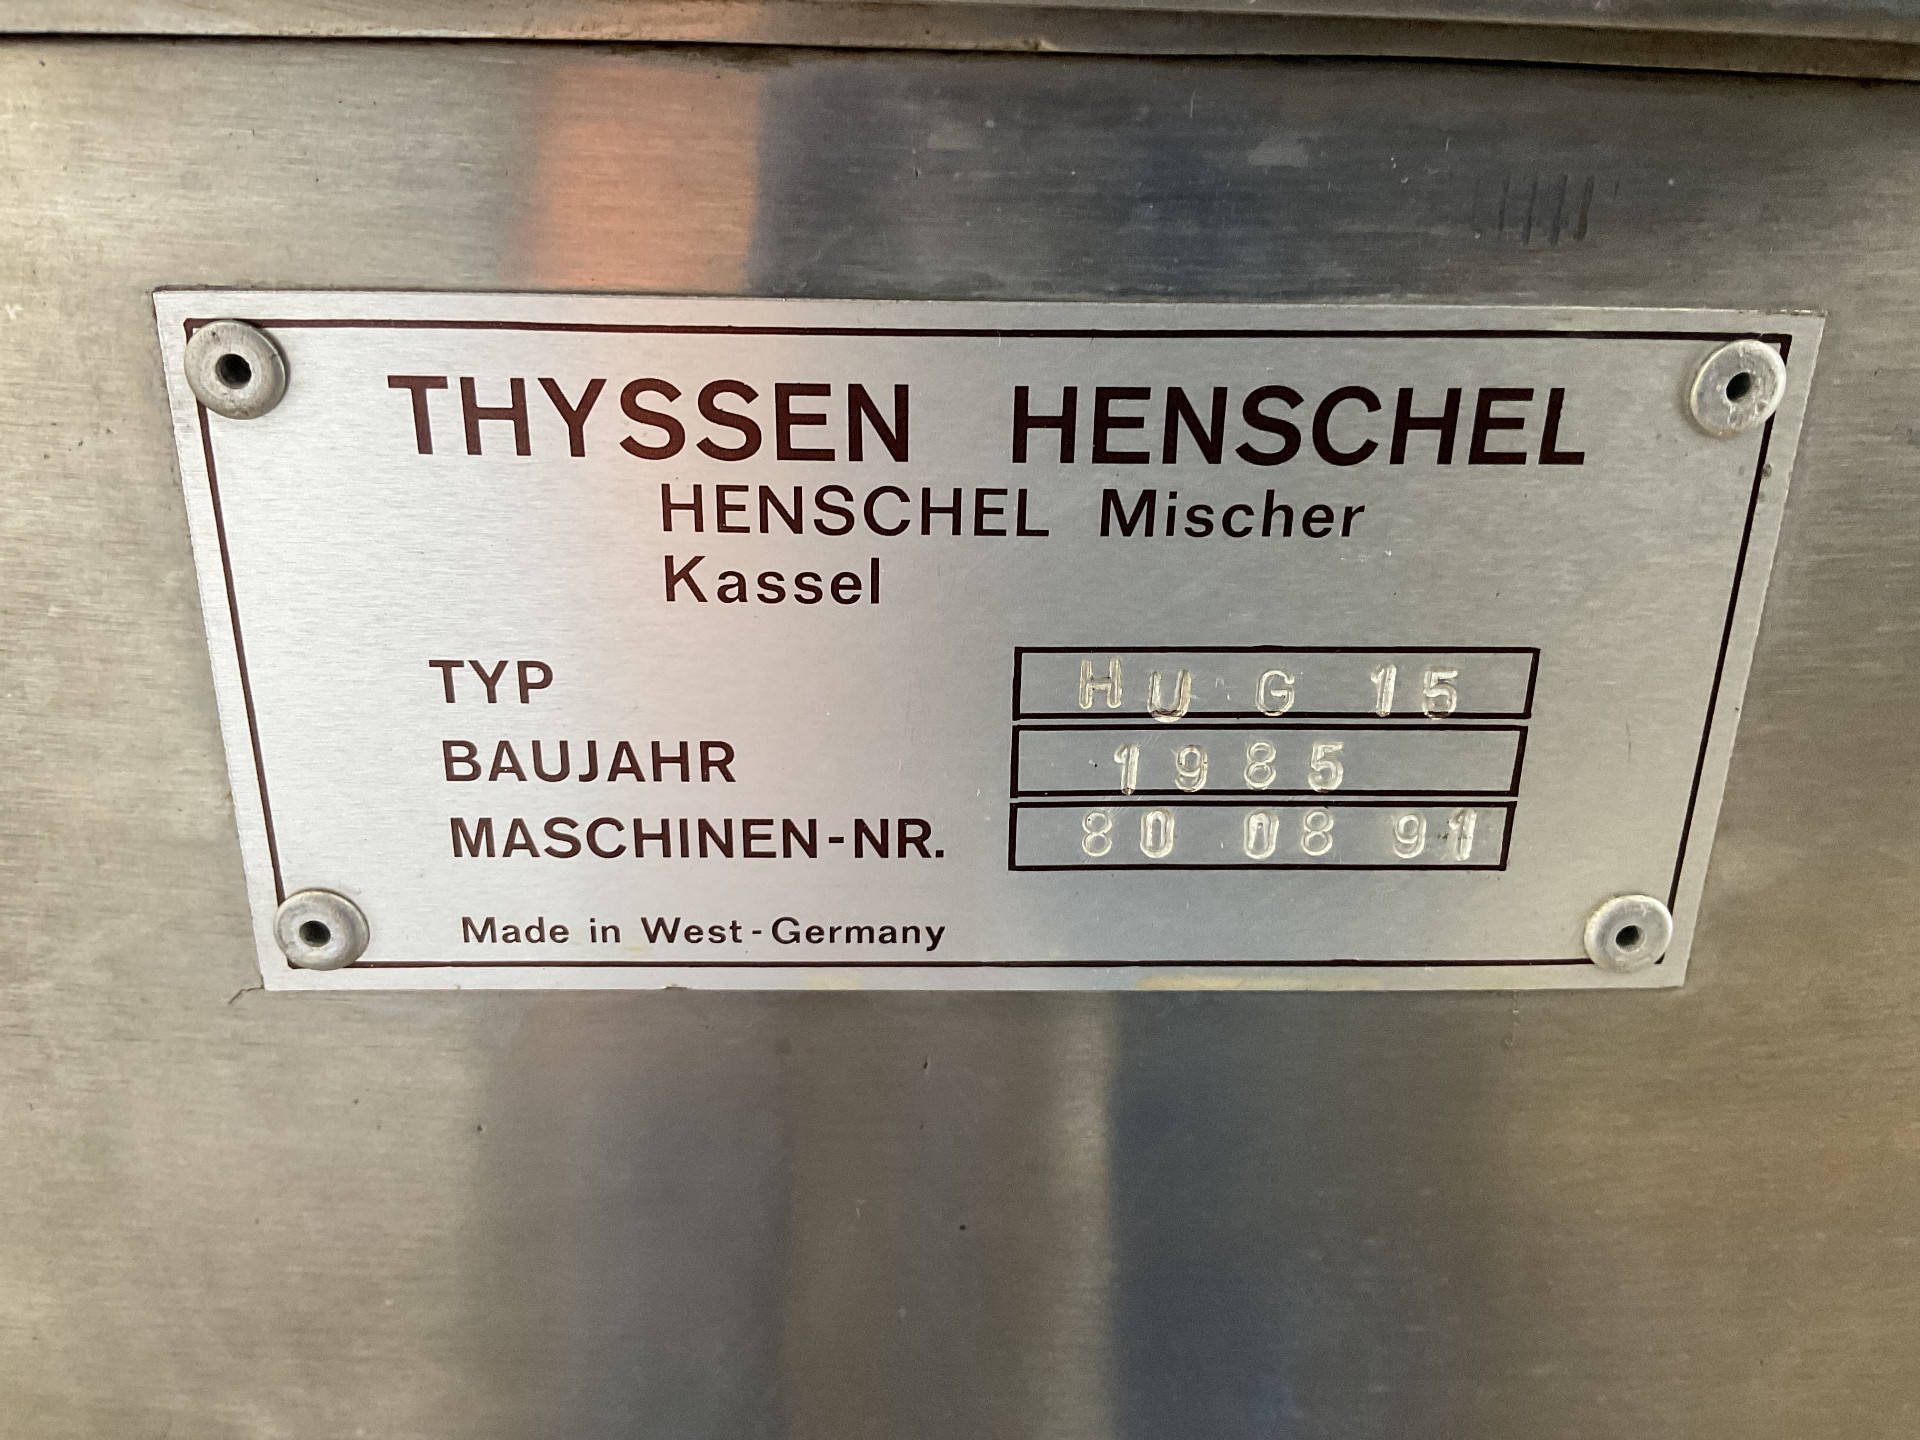 THYSSEN HENSCHEL
HENSCHEL Mischer
Kassel
TYP HU G 15
BAUJAHR 1985
MASCHINEN-NR. 80 08 91
Made in West-Germany